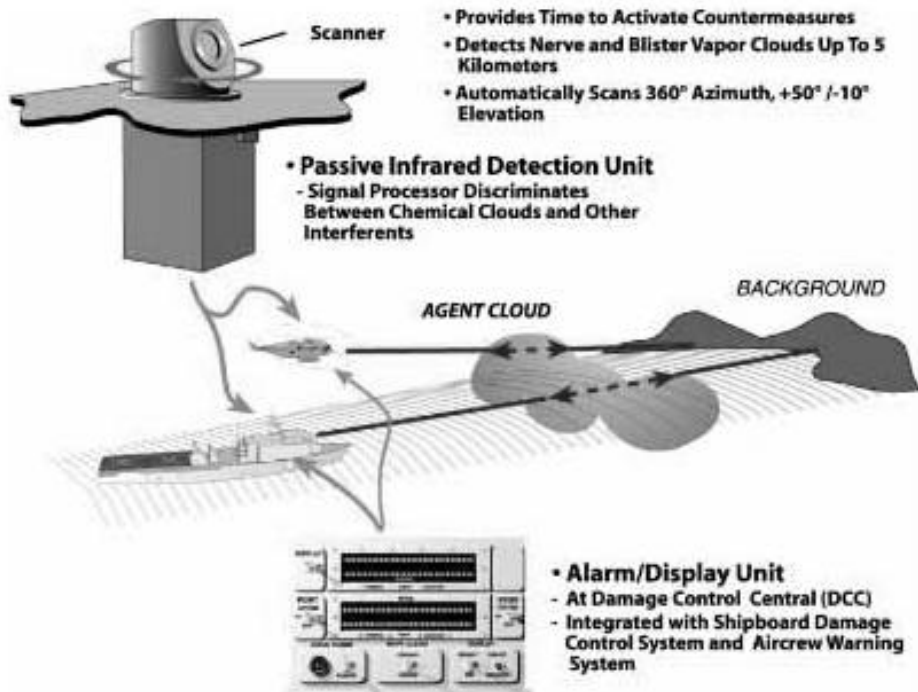 Scanner
• Provides Time to Activate Countermeasures
• Detects Nerve and Blister Vapor Clouds Up To 5
Kilometers
• Automatically Scans 360° Azimuth, +50° /-10°
Elevation
• Passive Infrared Detection Unit
- Signal Processor Discriminates
Between Chemical Clouds and Other
Interferents
AGENT CLOUD
BACKGROUND
• Alarm/Display Unit
- At Damage Control Central (DCC)
- Integrated with Shipboard Damage
Control System and Aircrew Warning
System